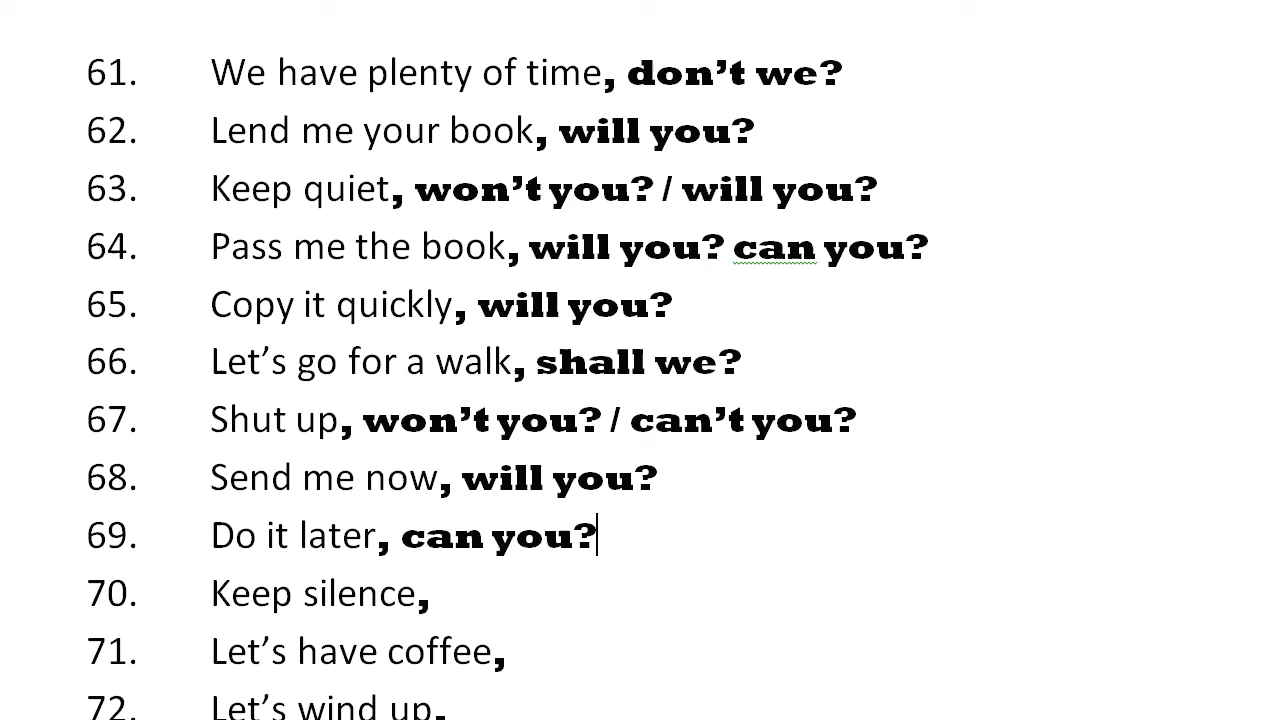 61. We have plenty of time, don’t we?
62. Lend me your book, will you?
63. Keep quiet, won’t you? / will you?
64. Pass me the book, will you? can you?
65. Copy it quickly, will you?
66. Let’s go for a walk, shall we?
67. Shut up, won’t you? / can’t you?
68. Send me now, will you?
69. Do it later, can you?
70. Keep silence,
71. Let’s have coffee,
72. Let’s wind up,